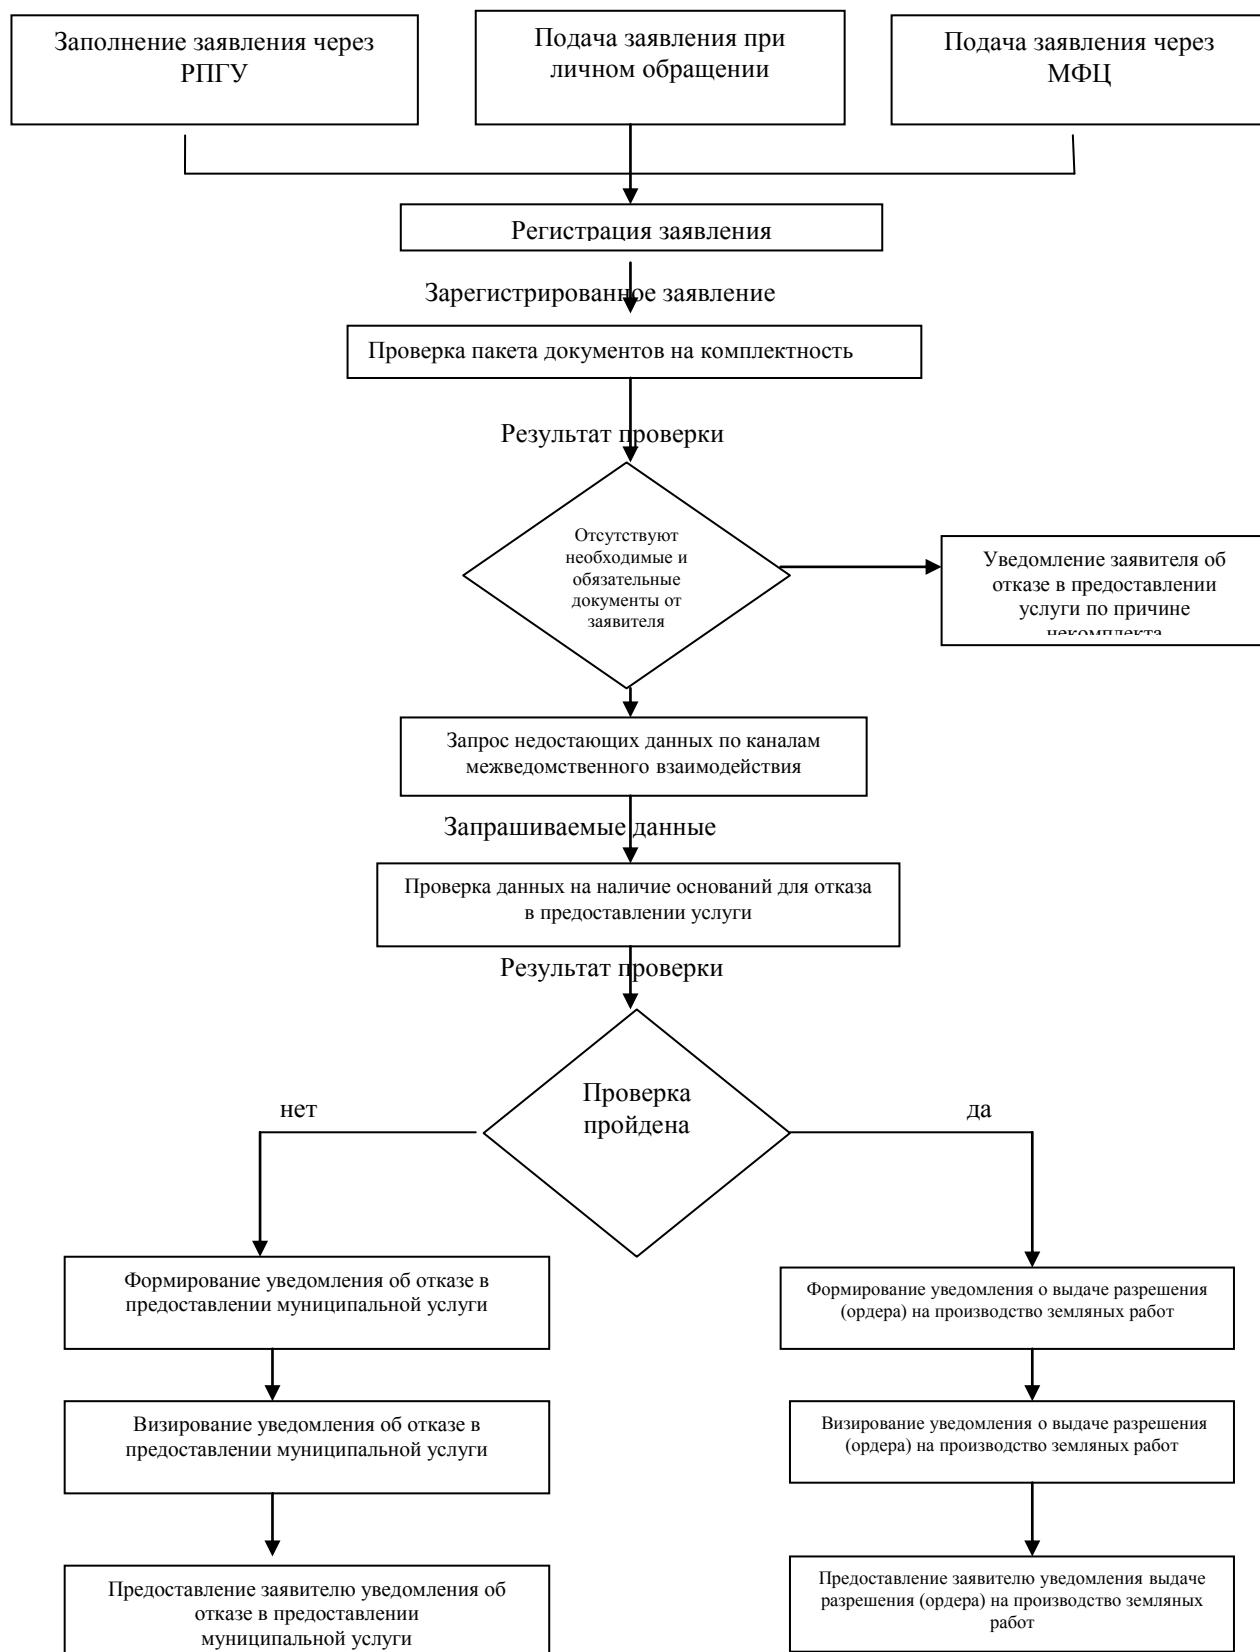 Заполнение заявления через
РПГУ
Подача заявления при
личном обращении
Подача заявления через
МФЦ
Регистрация заявления
Зарегистрированное заявление
Проверка пакета документов на комплектность
Результат проверки
Отсутствуют
необходимые и
обязательные
документы от
заявителя
Уведомление заявителя об
отказе в предоставлении
услуги по причине
некомплекта
Запрос недостающих данных по каналам
межведомственного взаимодействия
Запрашиваемые данные
Проверка данных на наличие оснований для отказа
в предоставлении услуги
Результат проверки
Проверка
пройдена
нет
да
Формирование уведомления об отказе в
предоставлении муниципальной услуги
Формирование уведомления о выдаче разрешения
(ордера) на производство земляных работ
Визирование уведомления об отказе в
предоставлении муниципальной услуги
Визирование уведомления о выдаче разрешения
(ордера) на производство земляных работ
Предоставление заявителю уведомления об
отказе в предоставлении
муниципальной услуги
Предоставление заявителю уведомления выдаче
разрешения (ордера) на производство земляных
работ